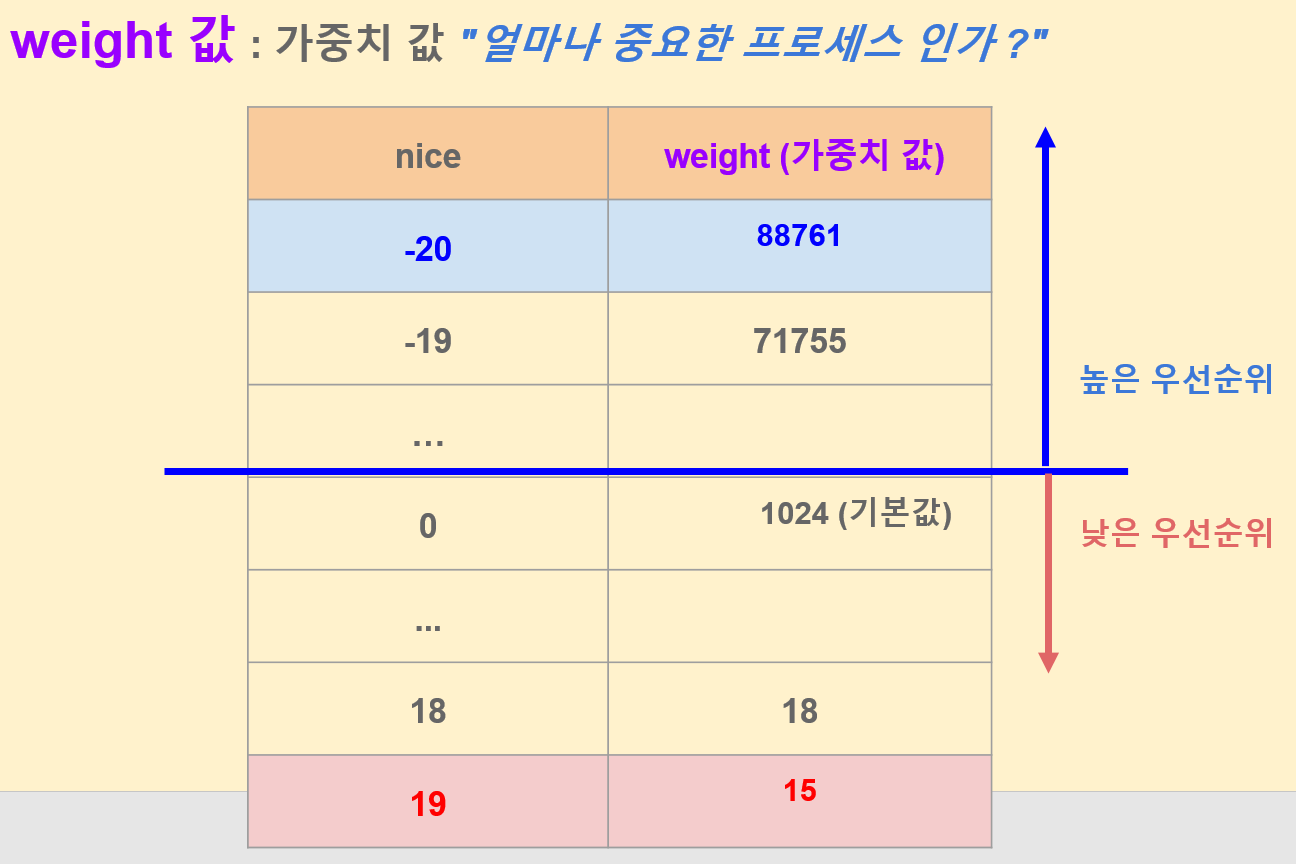 weight 값 : 가중치 값 "얼마나 중요한 프로세스 인가 ?"
nice weight (가중치 값)
-20 88761
-19 71755
...
높은 우선순위
0 1024 (기본값)
낮은 우선순위
...
18 18
19 15